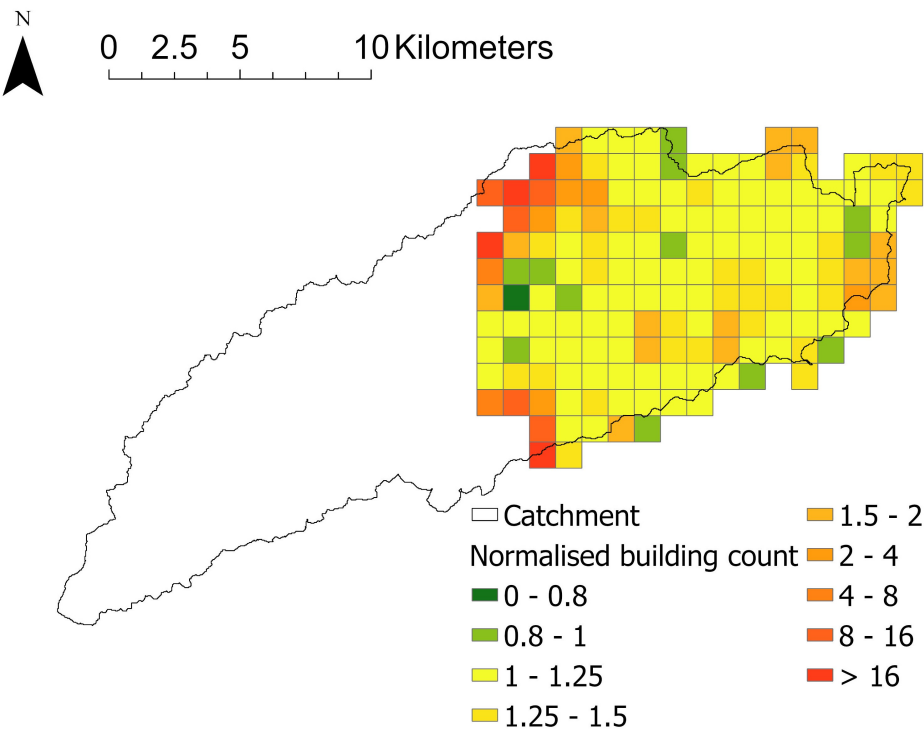 N
0 2.5 5 10 Kilometers
Catchment
Normalised building count
0 - 0.8
0.8 - 1
1 - 1.25
1.25 - 1.5
1.5 - 2
2 - 4
4 - 8
8 - 16
> 16